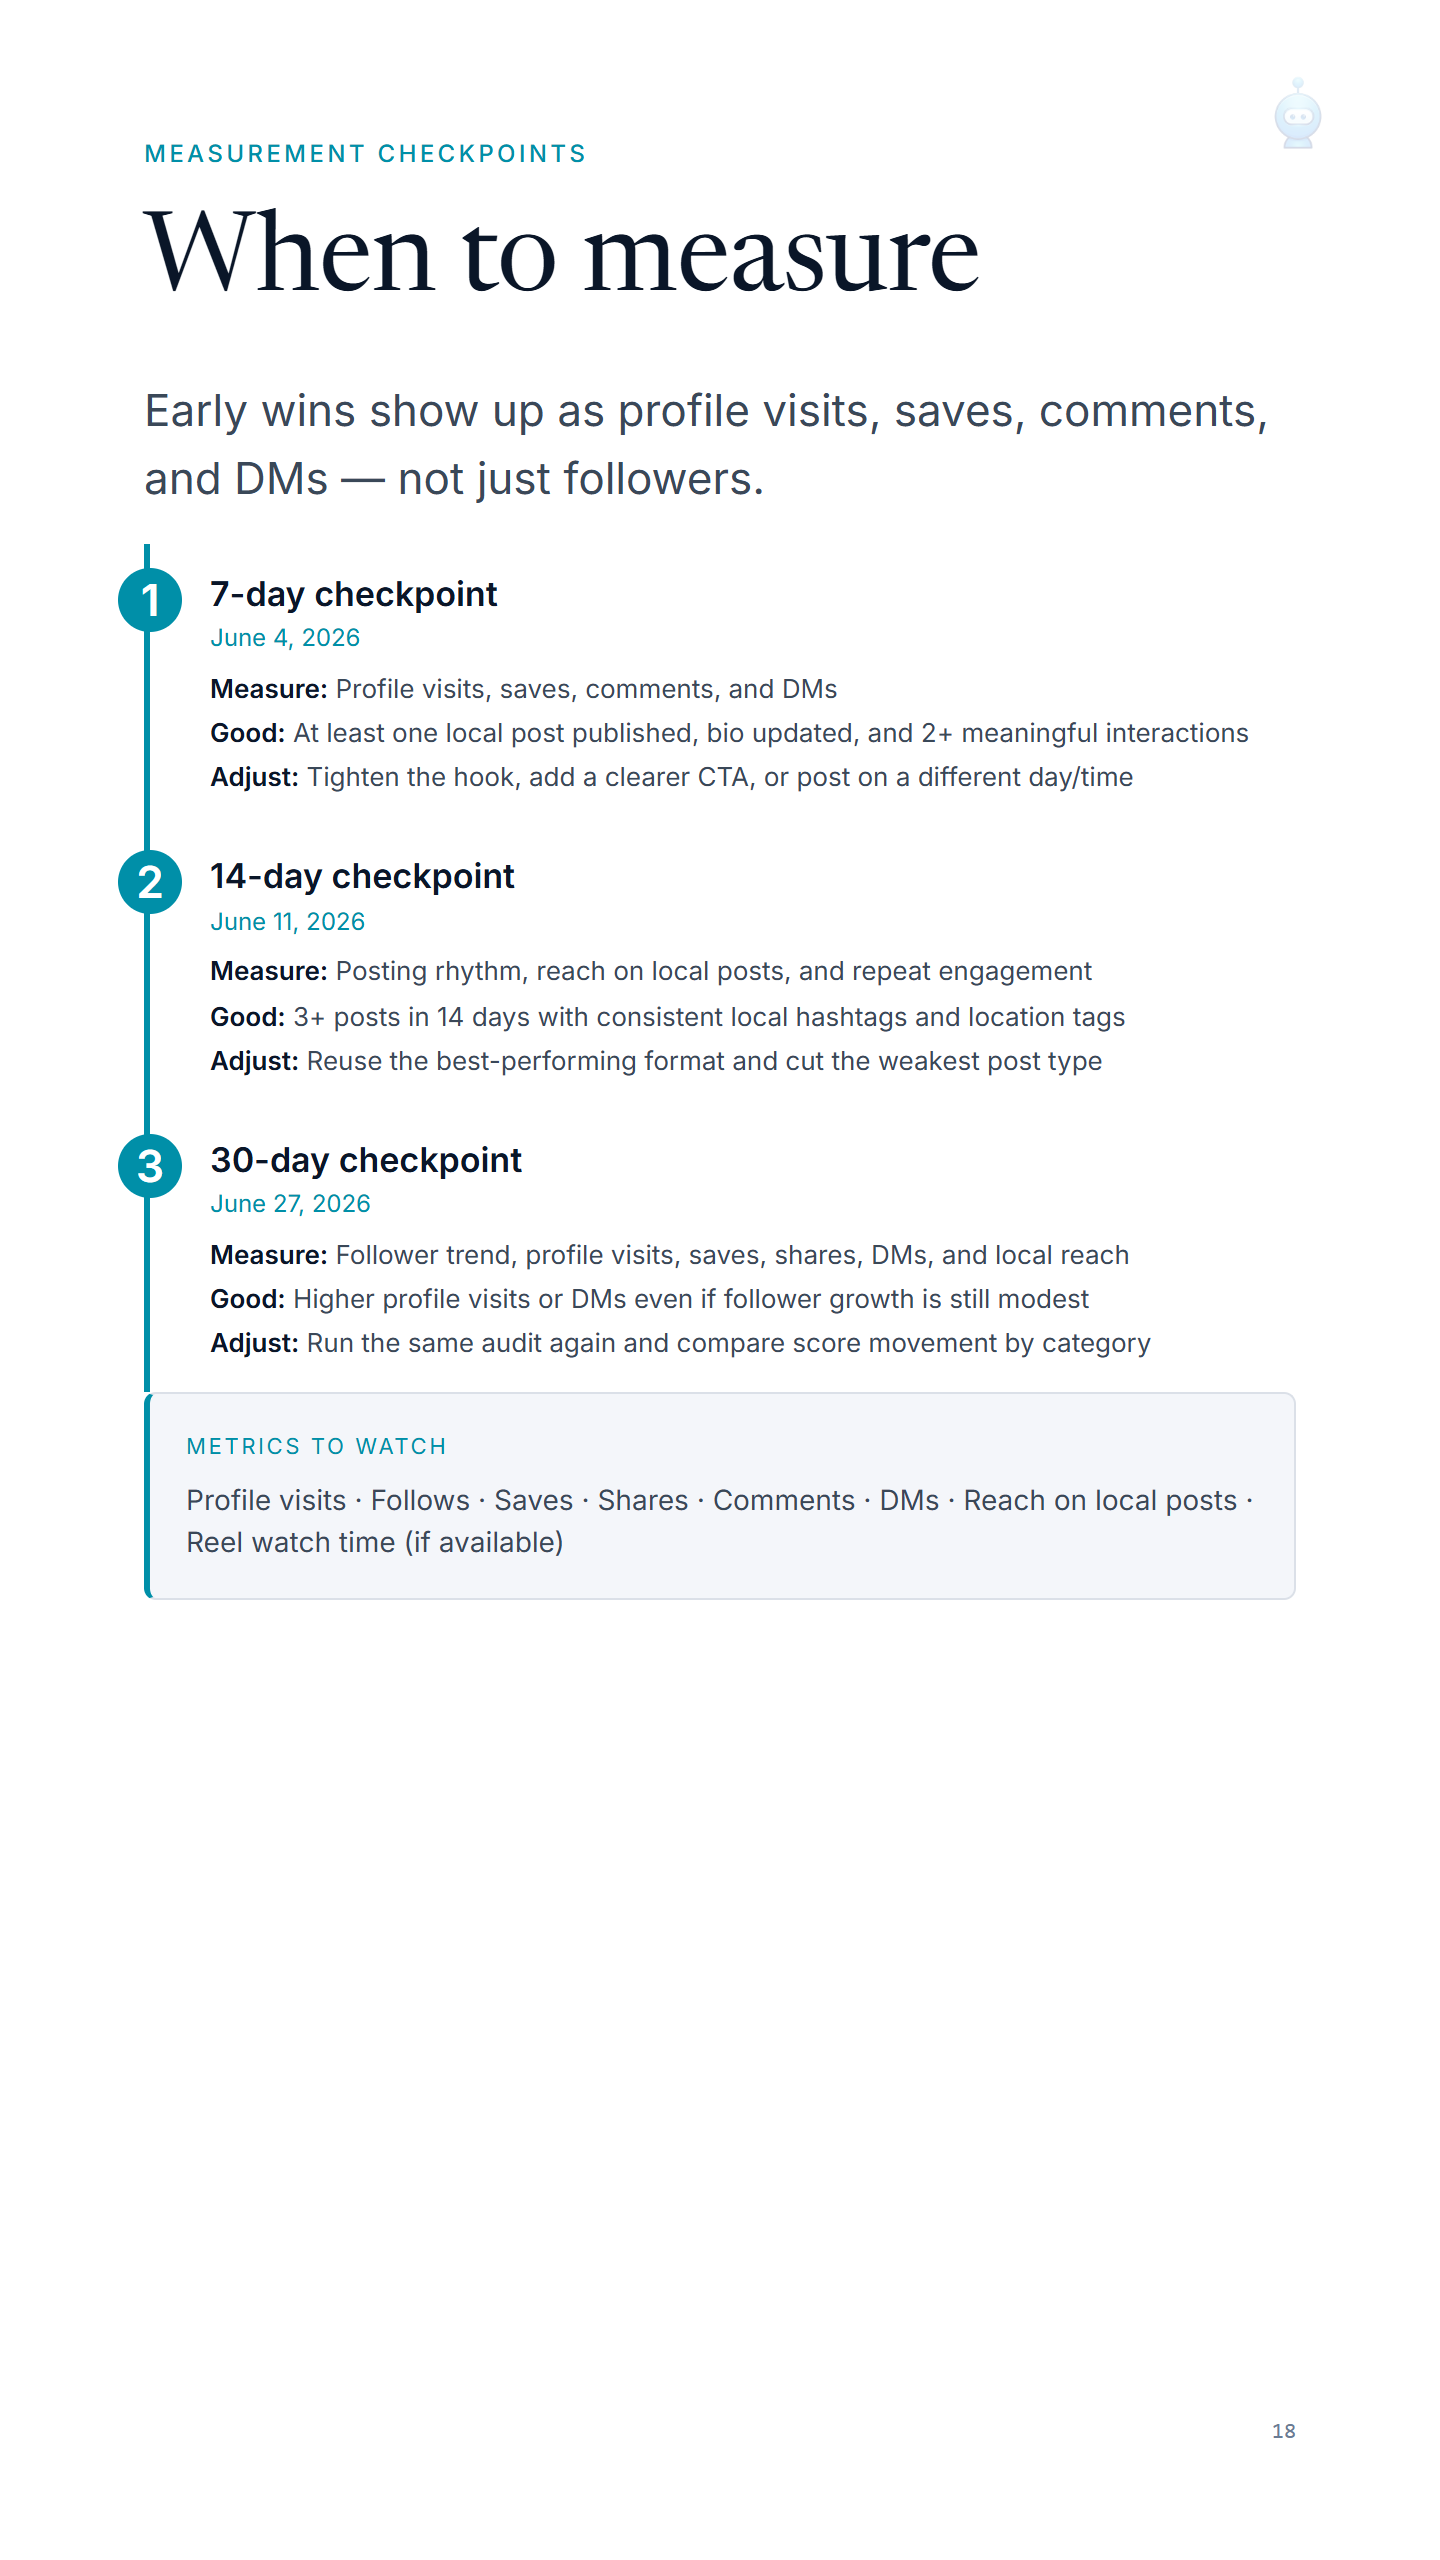 MEASUREMENT CHECKPOINTS
When to measure
Early wins show up as profile visits, saves, comments,
and DMs — not just followers.
1
7-day checkpoint
June 4, 2026
Measure: Profile visits, saves, comments, and DMs
Good: At least one local post published, bio updated, and 2+ meaningful interactions
Adjust: Tighten the hook, add a clearer CTA, or post on a different day/time
2
14-day checkpoint
June 11, 2026
Measure: Posting rhythm, reach on local posts, and repeat engagement
Good: 3+ posts in 14 days with consistent local hashtags and location tags
Adjust: Reuse the best-performing format and cut the weakest post type
3
30-day checkpoint
June 27, 2026
Measure: Follower trend, profile visits, saves, shares, DMs, and local reach
Good: Higher profile visits or DMs even if follower growth is still modest
Adjust: Run the same audit again and compare score movement by category
METRICS TO WATCH
Profile visits · Follows · Saves · Shares · Comments · DMs · Reach on local posts ·
Reel watch time (if available)
18